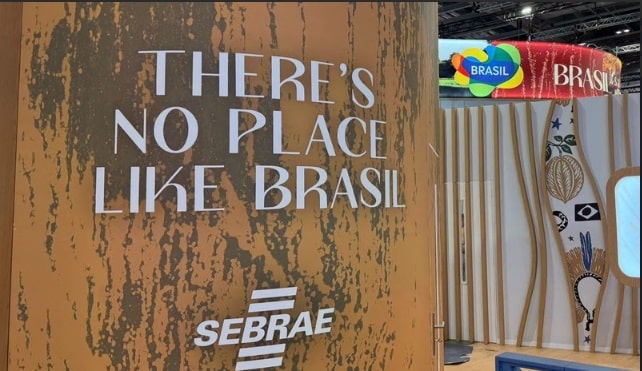 THERE'S
NO PLACE
LIKE BRASIL
SEBRAE
BRASIL
BRASIL